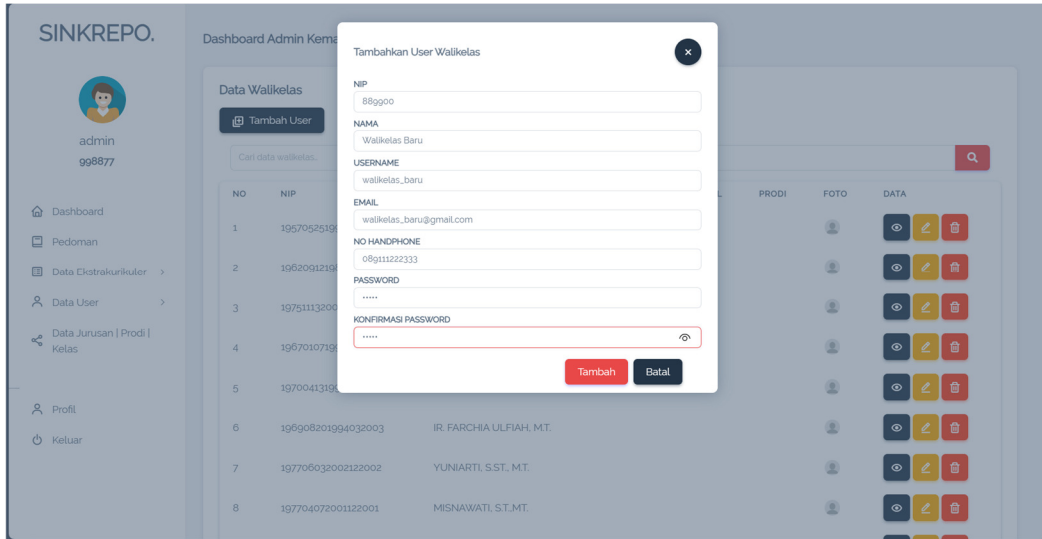 SINKREPO.
admin
998877
Dashboard
Pedoman
Data Ekstrakurikuler
Data User
Data Jurusan | Prodi |
Kelas
Profil
Keluar
Dashboard Admin Kema
Data Walikelas
Tambah User
Cari data walikelas..
NO NIP PRODI FOTO DATA
1
2
3
4
5
6 196908201994032003 IR. FARCHIA ULFIAH, M.T.
7 197706032002122002 YUNIARTI, S.ST., M.T.
8 197704072001122001 MISNAWATI, S.T.,MT.
Tambahkan User Walikelas
NIP
889900
NAMA
Walikelas Baru
USERNAME
walikelas_baru
EMAIL
walikelas_baru@gmail.com
NO HANDPHONE
089111222333
PASSWORD
•••••
KONFIRMASI PASSWORD
•••••
Tambah Batal